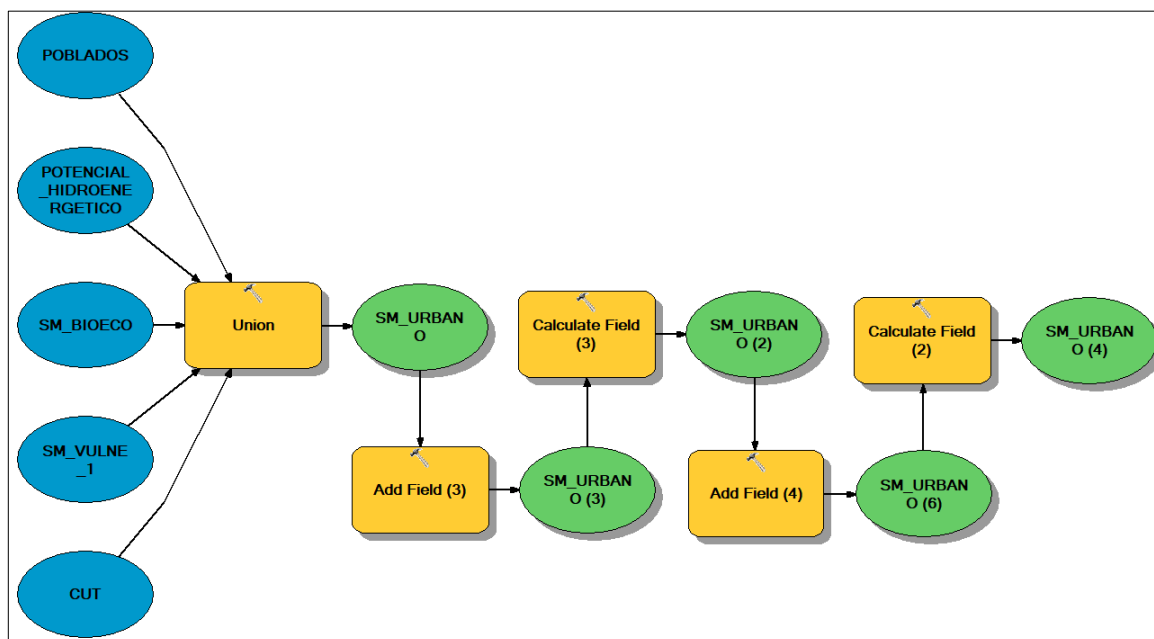 POBLADOS
POTENCIAL
_HIDROENE
RGETICO
SM_BIOECO
SM_VULNE
_1
CUT
Union
SM_URBAN
O
Add Field (3)
SM_URBAN
O (3)
Calculate Field
(3)
SM_URBAN
O (2)
Add Field (4)
SM_URBAN
O (6)
Calculate Field
(2)
SM_URBAN
O (4)